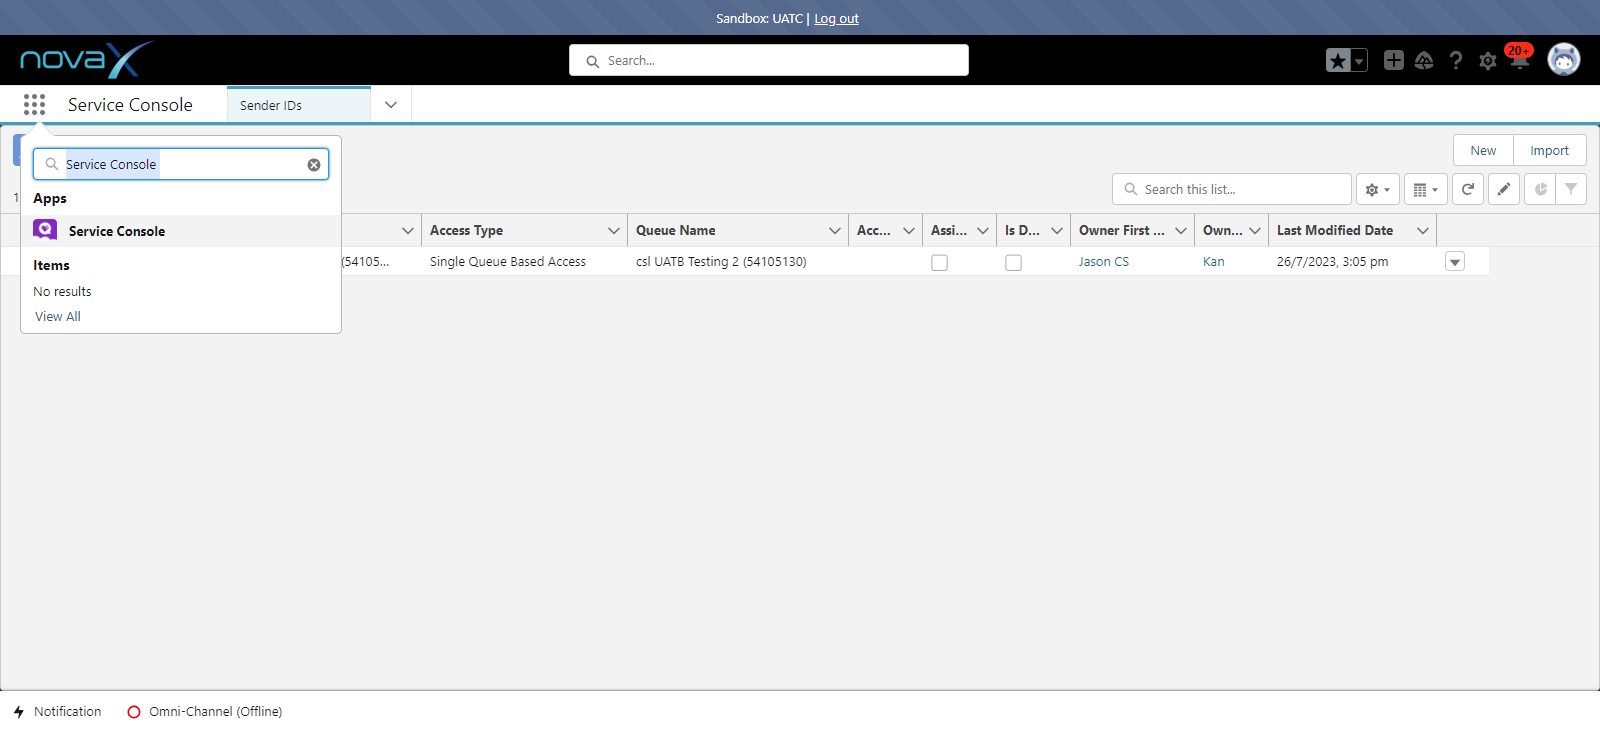 Sandbox: UATC | Log out
novaX
Search...
20+
Service Console
Sender IDs
Service Console
Apps
Service Console
Items
No results
View All
New
Import
1
Search this list...
Access Type
Queue Name
Acc...
Assi...
Is D...
Owner First ...
Own...
Last Modified Date
(54105...
Single Queue Based Access
csl UATB Testing 2 (54105130)
Jason CS
Kan
26/7/2023, 3:05 pm
Notification
Omni-Channel (Offline)